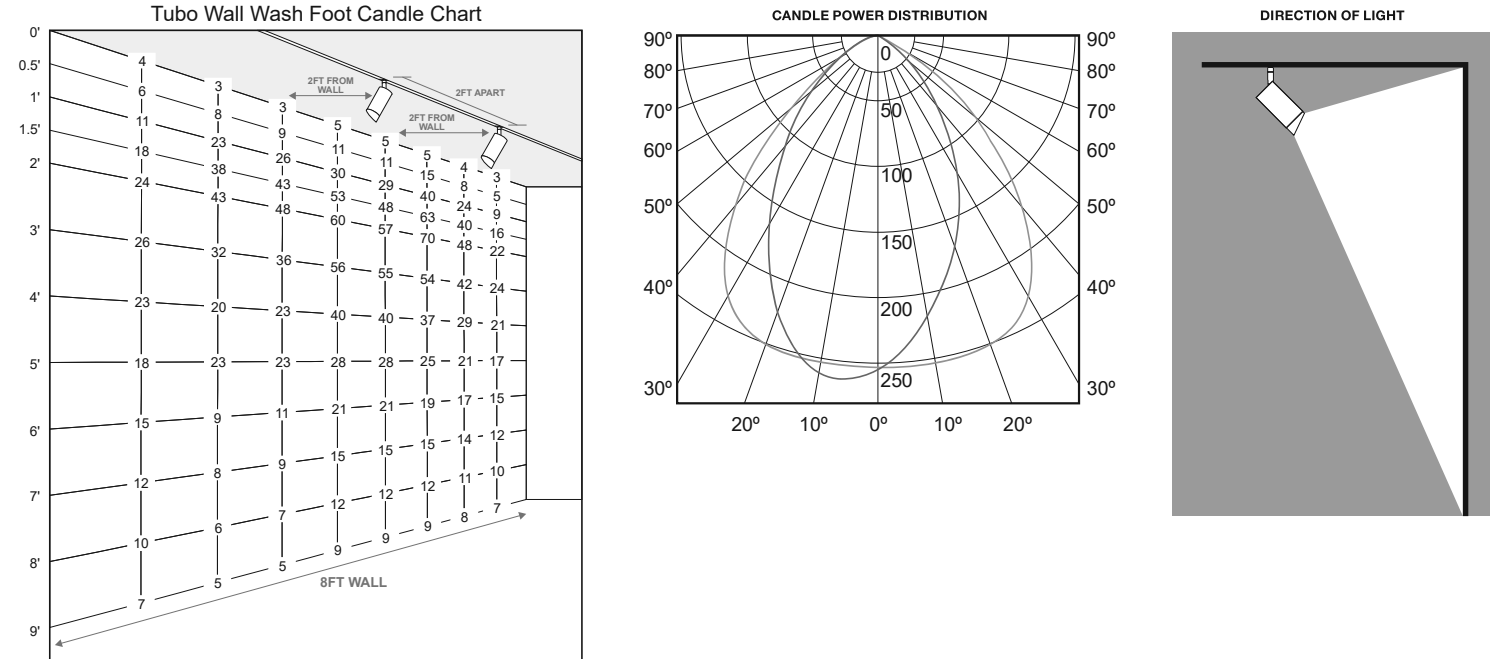 Tubo Wall Wash Foot Candle Chart
0'
0.5'
1'
1.5'
2'
3'
4'
5'
6'
7'
8'
9'
4 3 3 5 5 5 4 3
6 8 9 11 11 15 8 5
11 23 26 30 29 40 24 9
18 38 43 53 48 63 40 16
24 43 48 60 57 70 48 22
26 32 36 56 55 54 42 24
23 20 23 40 40 37 29 21
18 23 23 28 28 25 21 17
15 9 11 21 21 19 17 15
12 8 9 15 15 15 14 12
10 6 7 12 12 12 11 10
7 5 5 9 9 9 8 7
2FT FROM
WALL
2FT APART
2FT FROM
WALL
8FT WALL
CANDLE POWER DISTRIBUTION
90º 90º
80º 80º
70º 70º
60º 60º
50º 50º
40º 40º
30º 30º
0
50
100
150
200
250
20º 10º 0º 10º 20º
DIRECTION OF LIGHT